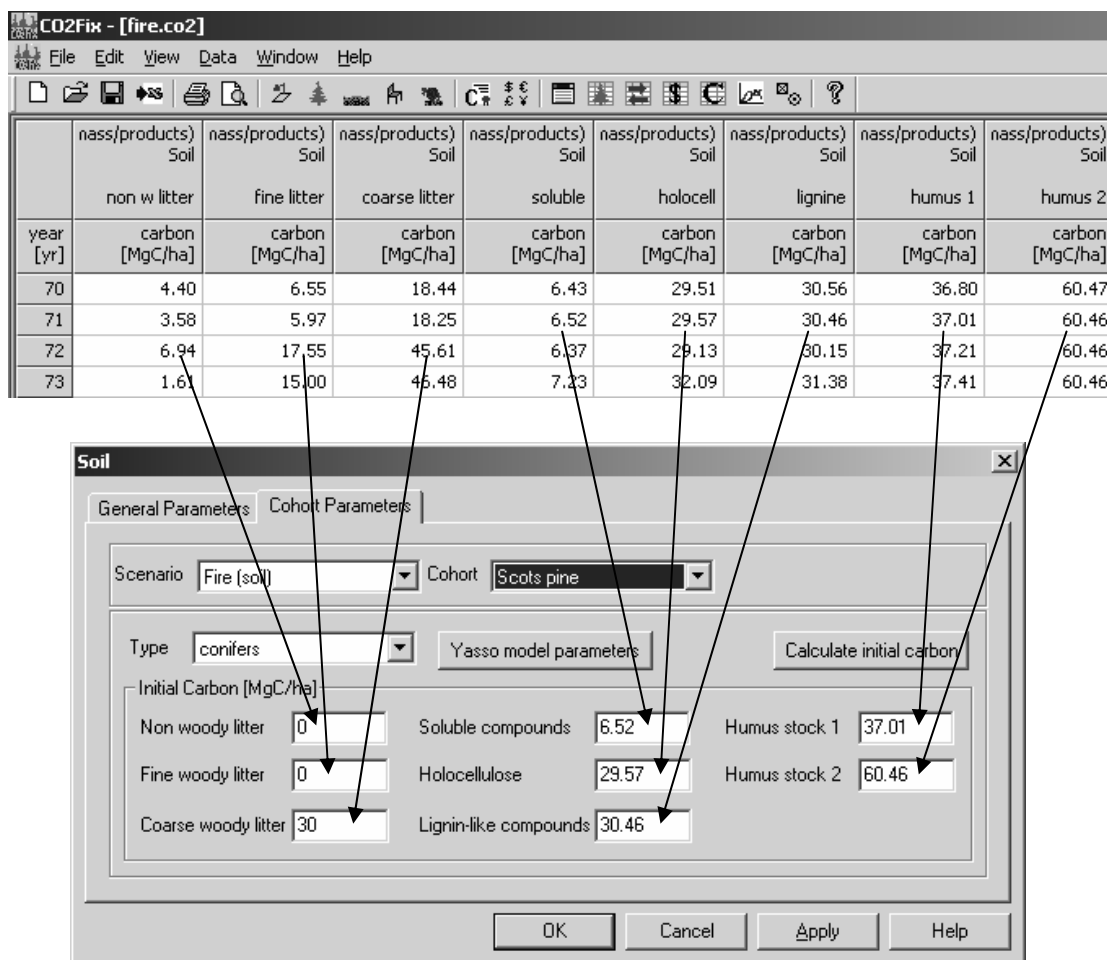 CO2Fix - [fire.co2]
File Edit View Data Window Help
nass/products) nass/products) nass/products) nass/products) nass/products) nass/products) nass/products) nass/products)
Soil Soil Soil Soil Soil Soil Soil Soil
non w litter fine litter coarse litter soluble holocell lignine humus 1 humus 2
year carbon carbon carbon carbon carbon carbon carbon carbon
[yr] [MgC/ha] [MgC/ha] [MgC/ha] [MgC/ha] [MgC/ha] [MgC/ha] [MgC/ha] [MgC/ha]
70 4.40 6.55 18.44 6.43 29.51 30.56 36.80 60.47
71 3.58 5.97 18.25 6.52 29.57 30.46 37.01 60.46
72 6.94 17.55 45.61 6.37 29.13 30.15 37.21 60.46
73 1.61 15.00 46.48 7.23 32.09 31.38 37.41 60.46
Soil
General Parameters Cohort Parameters
Scenario Fire (soil) Cohort Scots pine
Type conifers Yasso model parameters Calculate initial carbon
Initial Carbon [MgC/ha]
Non woody litter 0 Soluble compounds 6.52 Humus stock 1 37.01
Fine woody litter 0 Holocellulose 29.57 Humus stock 2 60.46
Coarse woody litter 30 Lignin-like compounds 30.46
OK Cancel Apply Help